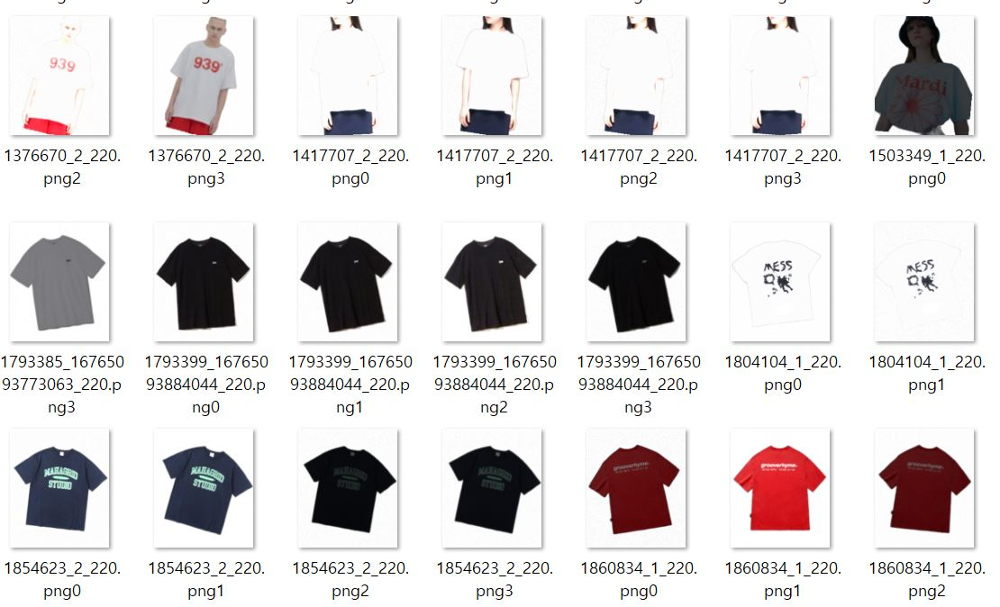 939
939
Mardi
1376670_2_220.
png2
1376670_2_220.
png3
1417707_2_220.
png0
1417707_2_220.
png1
1417707_2_220.
png2
1417707_2_220.
png3
1503349_1_220.
png0
MESS
MESS
1793385_167650
93773063_220.p
ng3
1793399_167650
93884044_220.p
ng0
1793399_167650
93884044_220.p
ng1
1793399_167650
93884044_220.p
ng2
1793399_167650
93884044_220.p
ng3
1804104_1_220.
png0
1804104_1_220.
png1
MAHAGRID
STUDIO
MAHAGRID
STUDIO
MAHAGRID
STUDIO
MAHAGRID
STUDIO
grooverhyme.
grooverhyme.
grooverhyme.
1854623_2_220.
png0
1854623_2_220.
png1
1854623_2_220.
png2
1854623_2_220.
png3
1860834_1_220.
png0
1860834_1_220.
png1
1860834_1_220.
png2